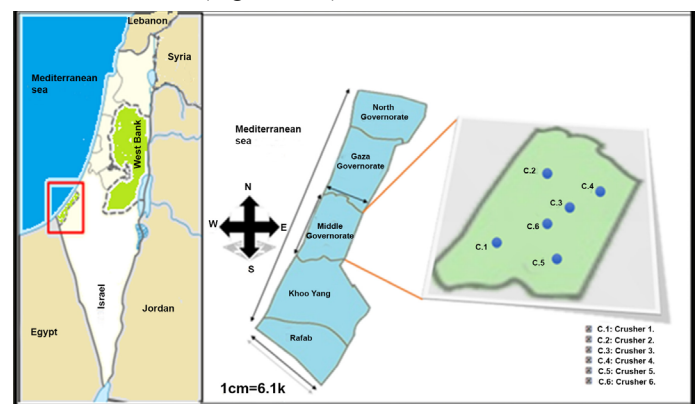 Lebanon
Syria
Mediterranean
sea
West Bank
Israel
Jordan
Egypt
Mediterranean
sea
N
W
E
S
North
Governorate
Gaza
Governorate
Middle
Governorate
Khoo Yang
Rafab
1cm=6.1k
C.2
C.4
C.3
C.6
C.1
C.5
C.1: Crusher 1.
C.2: Crusher 2.
C.3: Crusher 3.
C.4: Crusher 4.
C.5: Crusher 5.
C.6: Crusher 6.